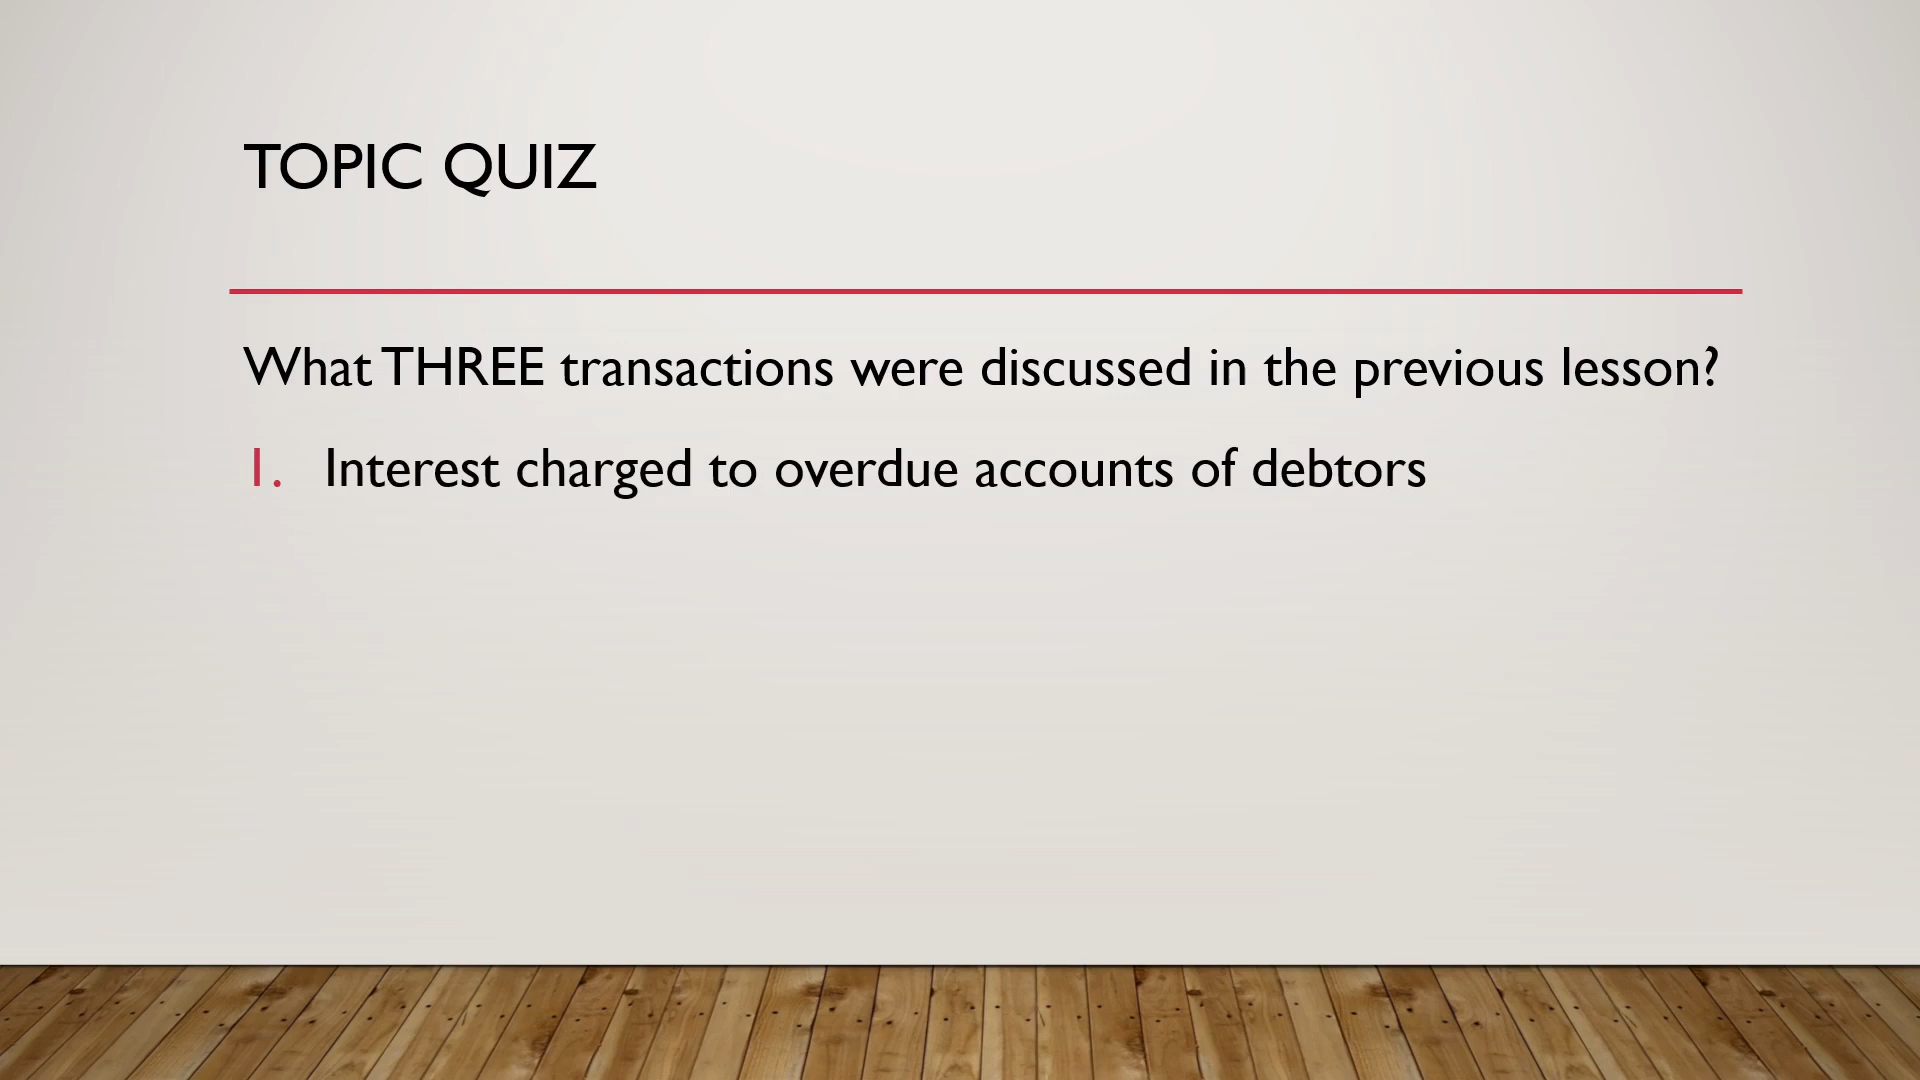 TOPIC QUIZ
What THREE transactions were discussed in the previous lesson?
1. Interest charged to overdue accounts of debtors